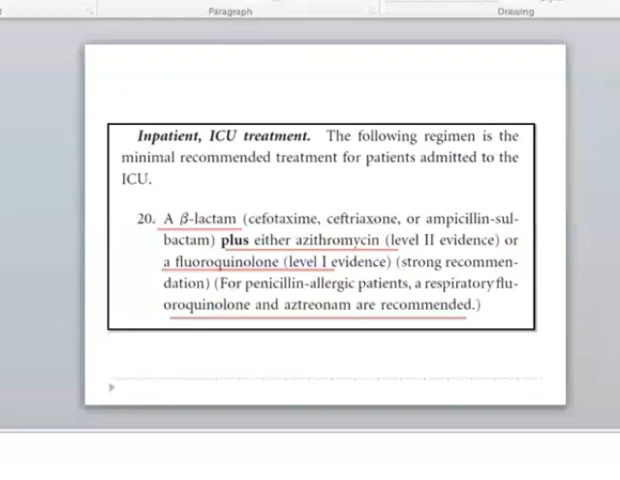 Paragraph
Drawing
Inpatient, ICU treatment. The following regimen is the
minimal recommended treatment for patients admitted to the
ICU.
20. A β-lactam (cefotaxime, ceftriaxone, or ampicillin-sul-
bactam) plus either azithromycin (level II evidence) or
a fluoroquinolone (level I evidence) (strong recommen-
dation) (For penicillin-allergic patients, a respiratory flu-
oroquinolone and aztreonam are recommended.)